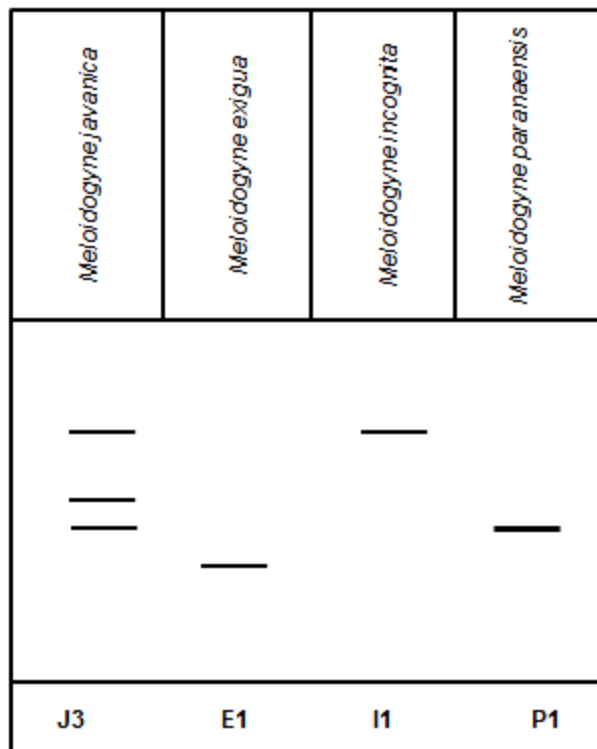 Meloidogyne javanica
Meloidogyne exigua
Meloidogyne incognita
Meloidogyne paranaensis
J3 E1 I1 P1